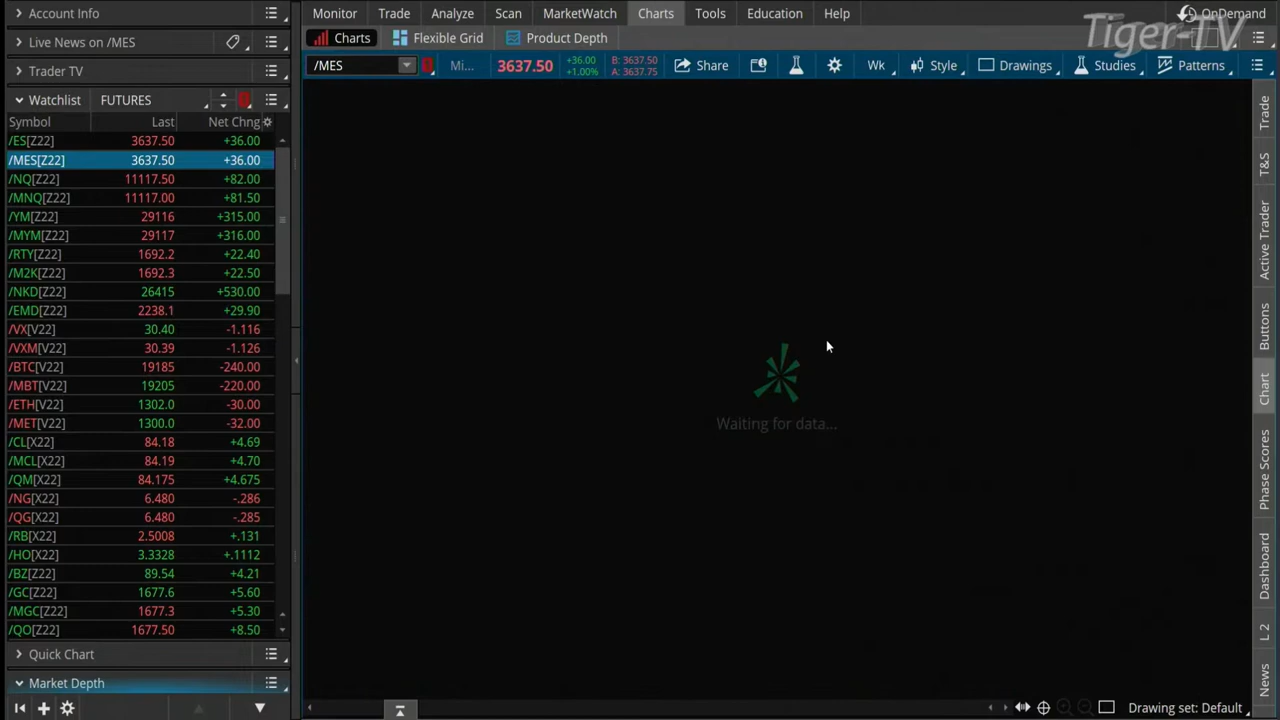 Account Info
Monitor Trade Analyze Scan MarketWatch Charts Tools Education Help OnDemand
Tiger-TV
Live News on /MES
Charts Flexible Grid Product Depth
Trader TV
/MES Mi... 3637.50 +36.00 +1.00% B: 3637.50 A: 3637.75 Share Wk Style Drawings Studies Patterns
Watchlist FUTURES
Symbol Last Net Chng
/ES[Z22] 3637.50 +36.00
/MES[Z22] 3637.50 +36.00
/NQ[Z22] 11117.50 +82.00
/MNQ[Z22] 11117.00 +81.50
/YM[Z22] 29116 +315.00
/MYM[Z22] 29117 +316.00
/RTY[Z22] 1692.2 +22.40
/M2K[Z22] 1692.3 +22.50
/NKD[Z22] 26415 +530.00
/EMD[Z22] 2238.1 +29.90
/VX[V22] 30.40 -1.116
/VXM[V22] 30.39 -1.126
/BTC[V22] 19185 -240.00
/MBT[V22] 19205 -220.00
/ETH[V22] 1302.0 -30.00
/MET[V22] 1300.0 -32.00
/CL[X22] 84.18 +4.69
/MCL[X22] 84.19 +4.70
/QM[X22] 84.175 +4.675
/NG[X22] 6.480 -.286
/QG[X22] 6.480 -.285
/RB[X22] 2.5008 +.131
/HO[X22] 3.3328 +.1112
/BZ[Z22] 89.54 +4.21
/GC[Z22] 1677.6 +5.60
/MGC[Z22] 1677.3 +5.30
/QO[Z22] 1677.50 +8.50
Quick Chart
Market Depth
Waiting for data...
Trade
T&S
Active Trader
Buttons
Chart
Phase Scores
Dashboard
L 2
News
Drawing set: Default